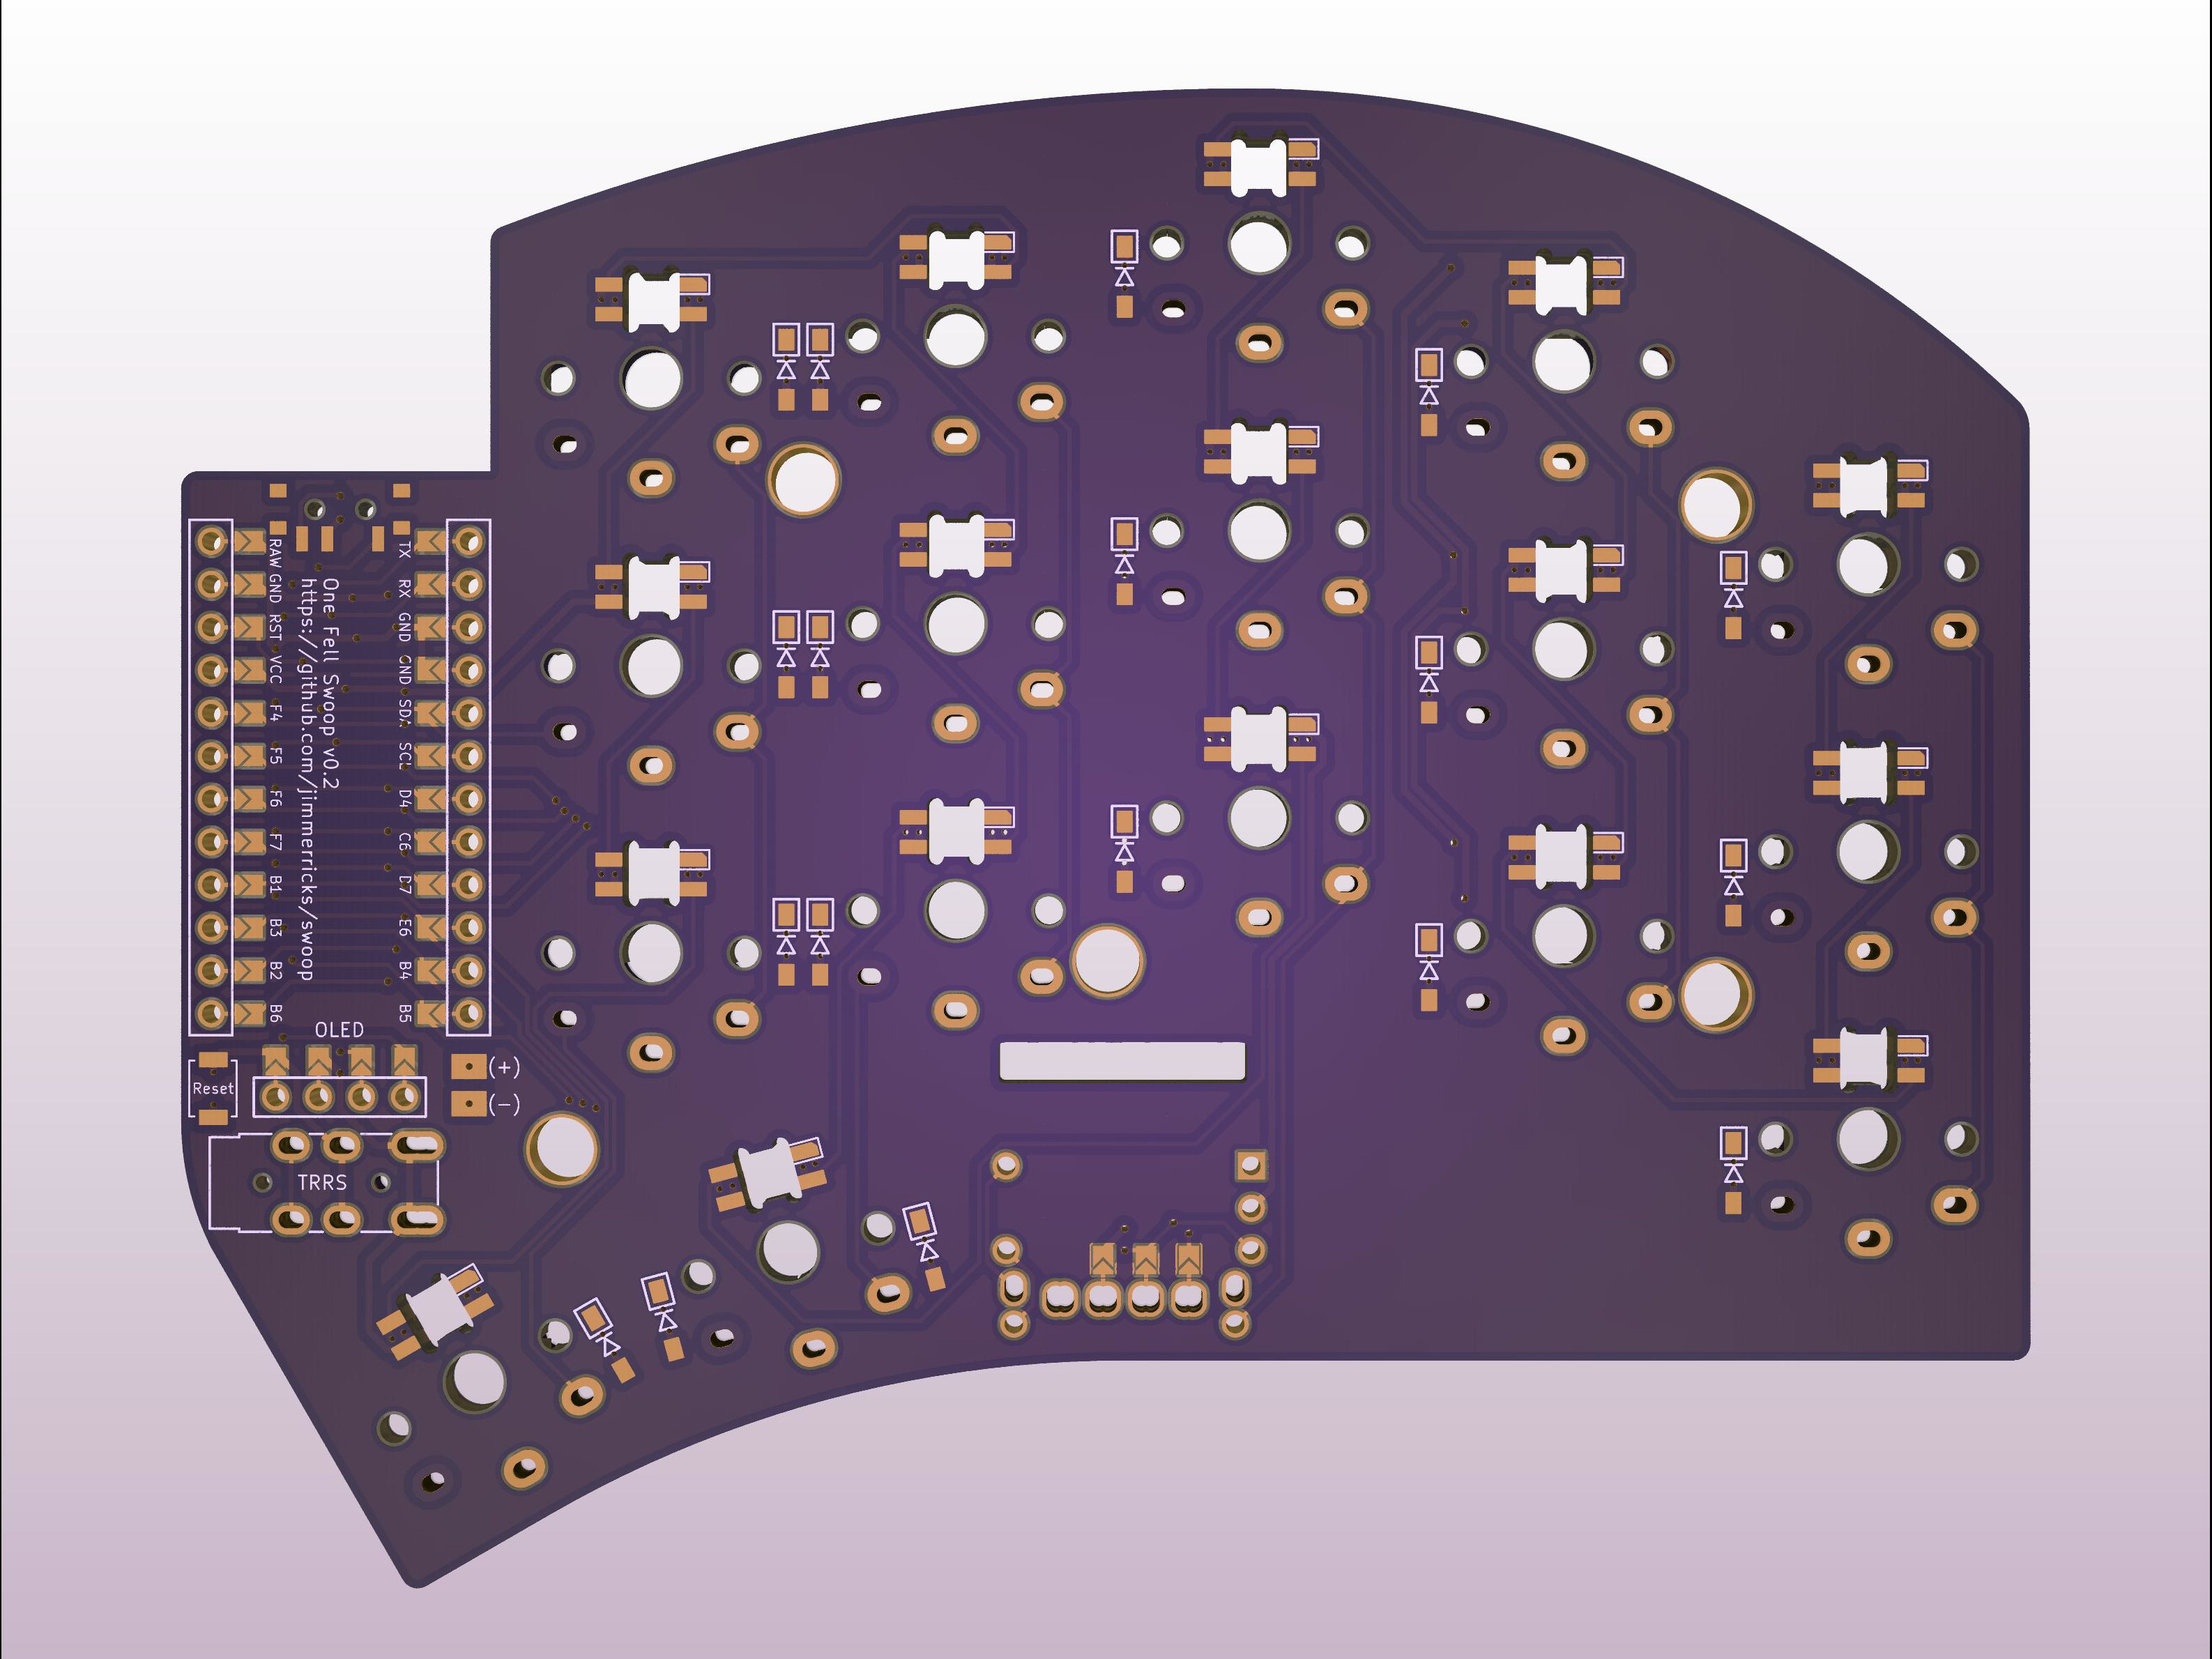 RAW
GND
RST
VCC
F4
F5
F6
F7
B1
B3
B2
B6
One Fell Swoop v0.2
https://github.com/jimmerricks/swoop
TX
RX
GND
GND
SDA
SCL
D4
C6
D7
E6
B4
B5
OLED
Reset
(+)
(-)
TRRS